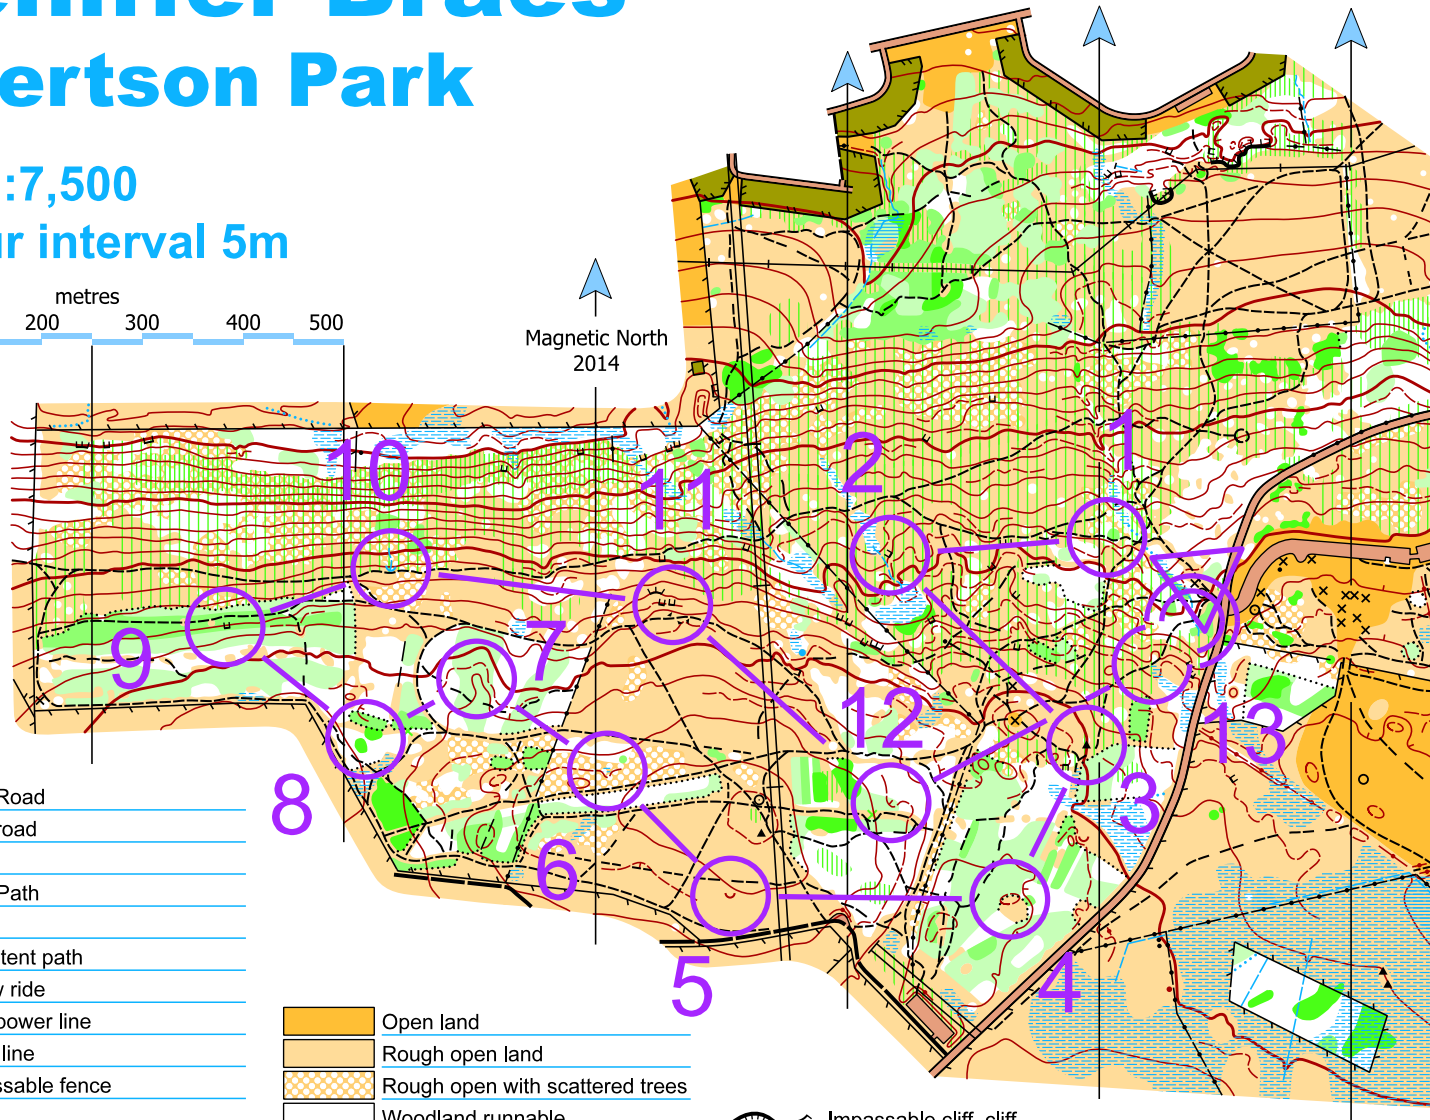 ertson Park
:7,500
ur interval 5m
metres
200 300 400 500
Magnetic North
2014
1
2
10
11
7
9
12
13
8
3
6
5
4
Road
road
Path
tent path
ride
power line
line
ssable fence
Open land
Rough open land
Rough open with scattered trees
Woodland runnable
Impassable cliff, cliff